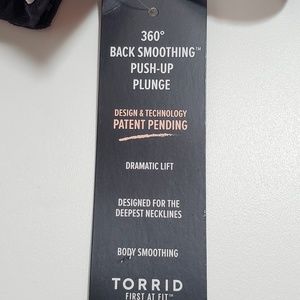 360°
BACK SMOOTHING™
PUSH-UP
PLUNGE
DESIGN & TECHNOLOGY
PATENT PENDING
DRAMATIC LIFT
DESIGNED FOR THE
DEEPEST NECKLINES
BODY SMOOTHING
TORRID
FIRST AT FIT™